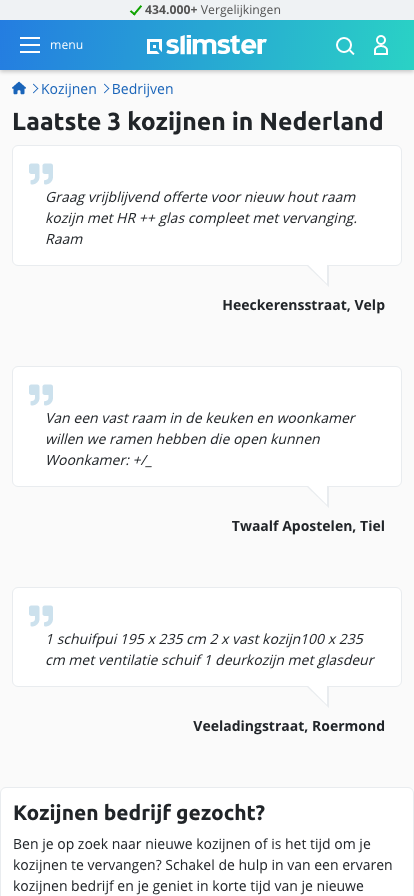 434.000+ Vergelijkingen
menu
slimster
Kozijnen
Bedrijven
Laatste 3 kozijnen in Nederland
Graag vrijblijvend offerte voor nieuw hout raam
kozijn met HR ++ glas compleet met vervanging.
Raam
Heeckerensstraat, Velp
Van een vast raam in de keuken en woonkamer
willen we ramen hebben die open kunnen
Woonkamer: +/_
Twaalf Apostelen, Tiel
1 schuifpui 195 x 235 cm 2 x vast kozijn100 x 235
cm met ventilatie schuif 1 deurkozijn met glasdeur
Veeladingstraat, Roermond
Kozijnen bedrijf gezocht?
Ben je op zoek naar nieuwe kozijnen of is het tijd om je
kozijnen te vervangen? Schakel de hulp in van een ervaren
kozijnen bedrijf en je geniet in korte tijd van je nieuwe